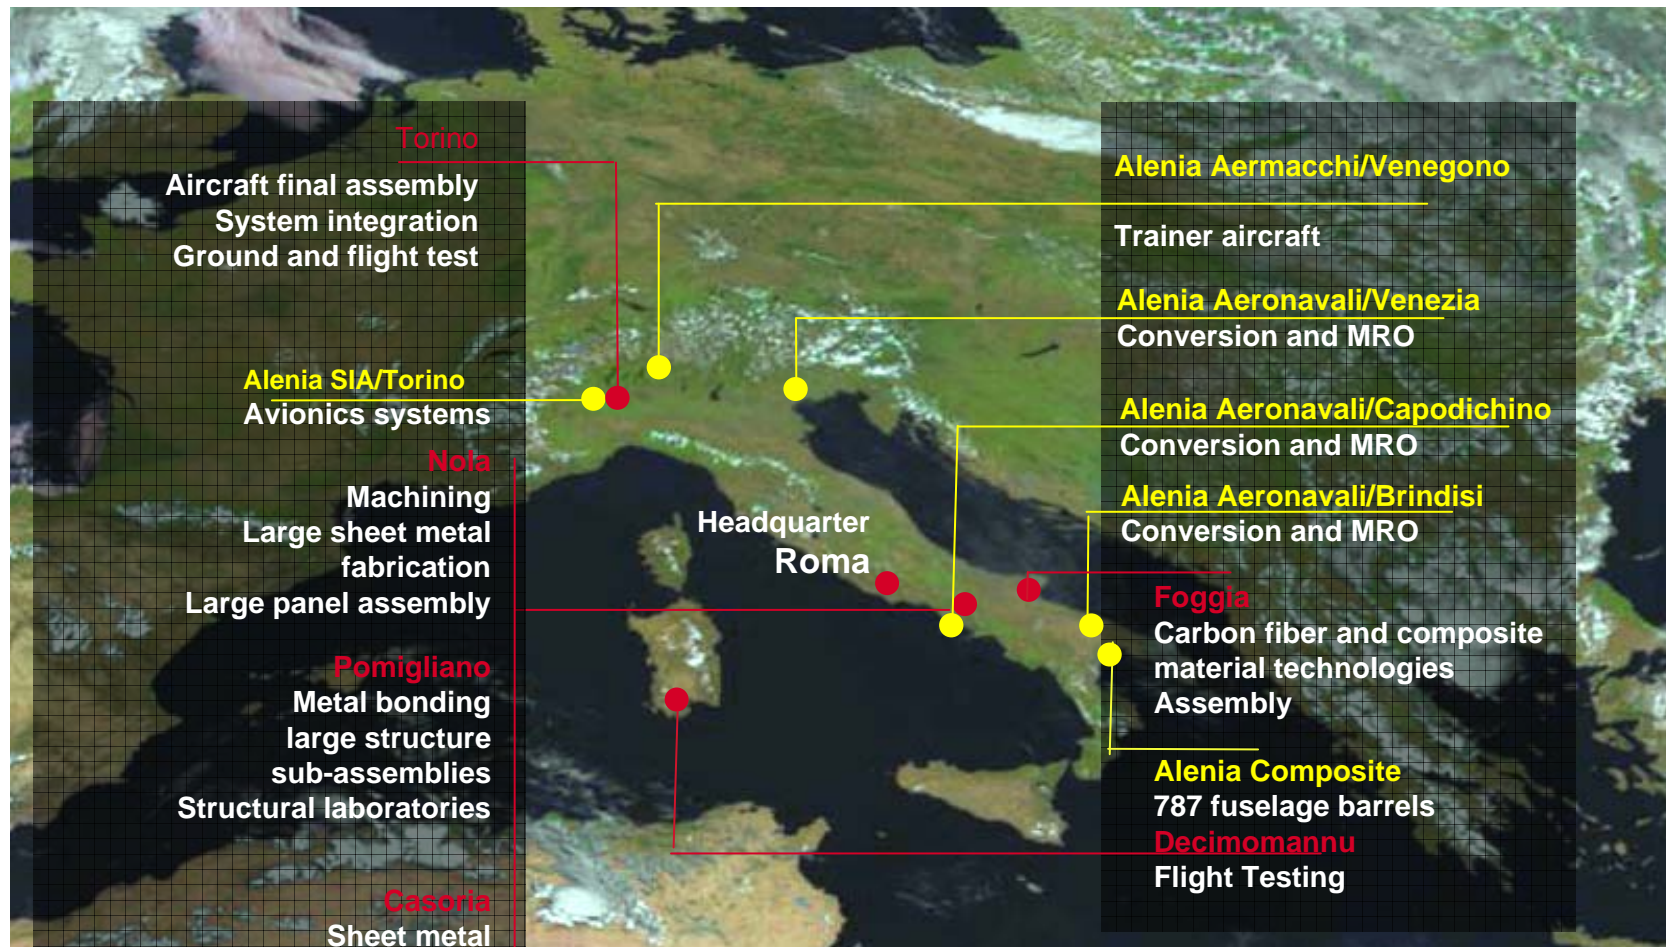 Torino
Aircraft final assembly
System integration
Ground and flight test
Alenia SIA/Torino
Avionics systems
Nola
Machining
Large sheet metal
fabrication
Large panel assembly
Pomigliano
Metal bonding
large structure
sub-assemblies
Structural laboratories
Casoria
Sheet metal
Headquarter
Roma
Alenia Aermacchi/Venegono
Trainer aircraft
Alenia Aeronavali/Venezia
Conversion and MRO
Alenia Aeronavali/Capodichino
Conversion and MRO
Alenia Aeronavali/Brindisi
Conversion and MRO
Foggia
Carbon fiber and composite
material technologies
Assembly
Alenia Composite
787 fuselage barrels
Decimomannu
Flight Testing